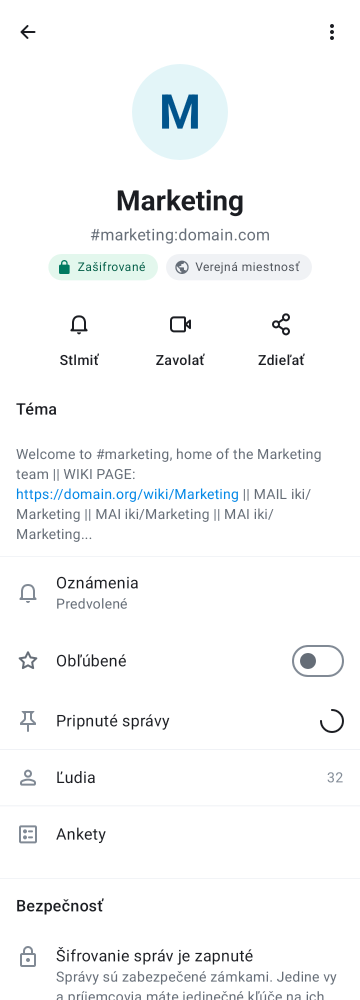 M
Marketing
#marketing:domain.com
Zašifrované
Verejná miestnosť
Stlmiť
Zavolať
Zdieľať
Téma
Welcome to #marketing, home of the Marketing
team || WIKI PAGE:
https://domain.org/wiki/Marketing || MAIL iki/
Marketing || MAI iki/Marketing || MAI iki/
Marketing...
Oznámenia
Predvolené
Obľúbené
Pripnuté správy
Ľudia 32
Ankety
Bezpečnosť
Šifrovanie správ je zapnuté
Správy sú zabezpečené zámkami. Jedine vy
a príjemcovia máte jedinečné kľúče na ich